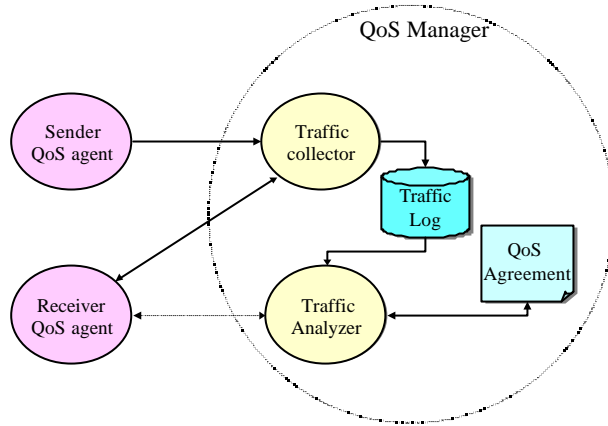 QoS Manager
Sender
QoS agent
Traffic
collector
Traffic
Log
QoS
Agreement
Receiver
QoS agent
Traffic
Analyzer